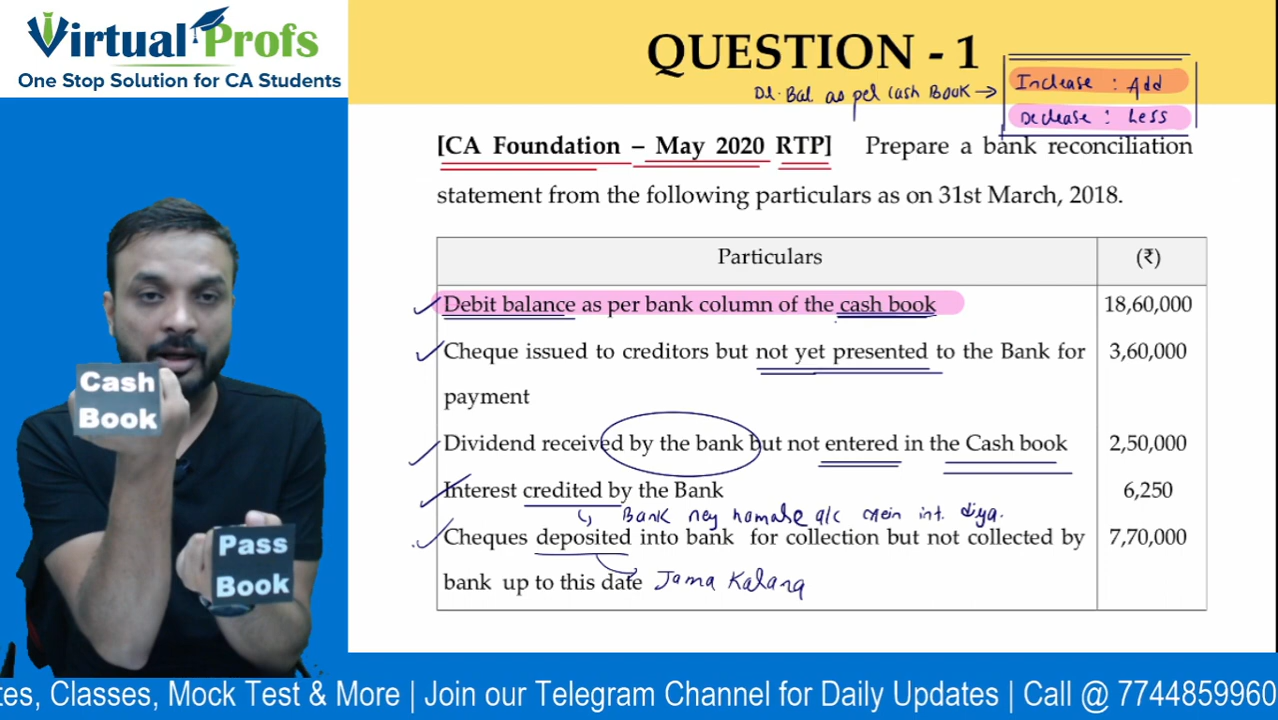 Virtual Profs
One Stop Solution for CA Students
QUESTION - 1
Dr. Bal as per Cash Book →
Increase : Add
Decrease : Less
[CA Foundation – May 2020 RTP] Prepare a bank reconciliation
statement from the following particulars as on 31st March, 2018.
Particulars (₹)
Debit balance as per bank column of the cash book 18,60,000
Cheque issued to creditors but not yet presented to the Bank for 3,60,000
payment
Dividend received by the bank but not entered in the Cash book 2,50,000
Interest credited by the Bank 6,250
Bank ney hamare a/c mein int. diya.
Cheques deposited into bank for collection but not collected by 7,70,000
bank up to this date Jama Karana
Cash
Book
Pass
Book
tes, Classes, Mock Test & More | Join our Telegram Channel for Daily Updates | Call @ 7744859960